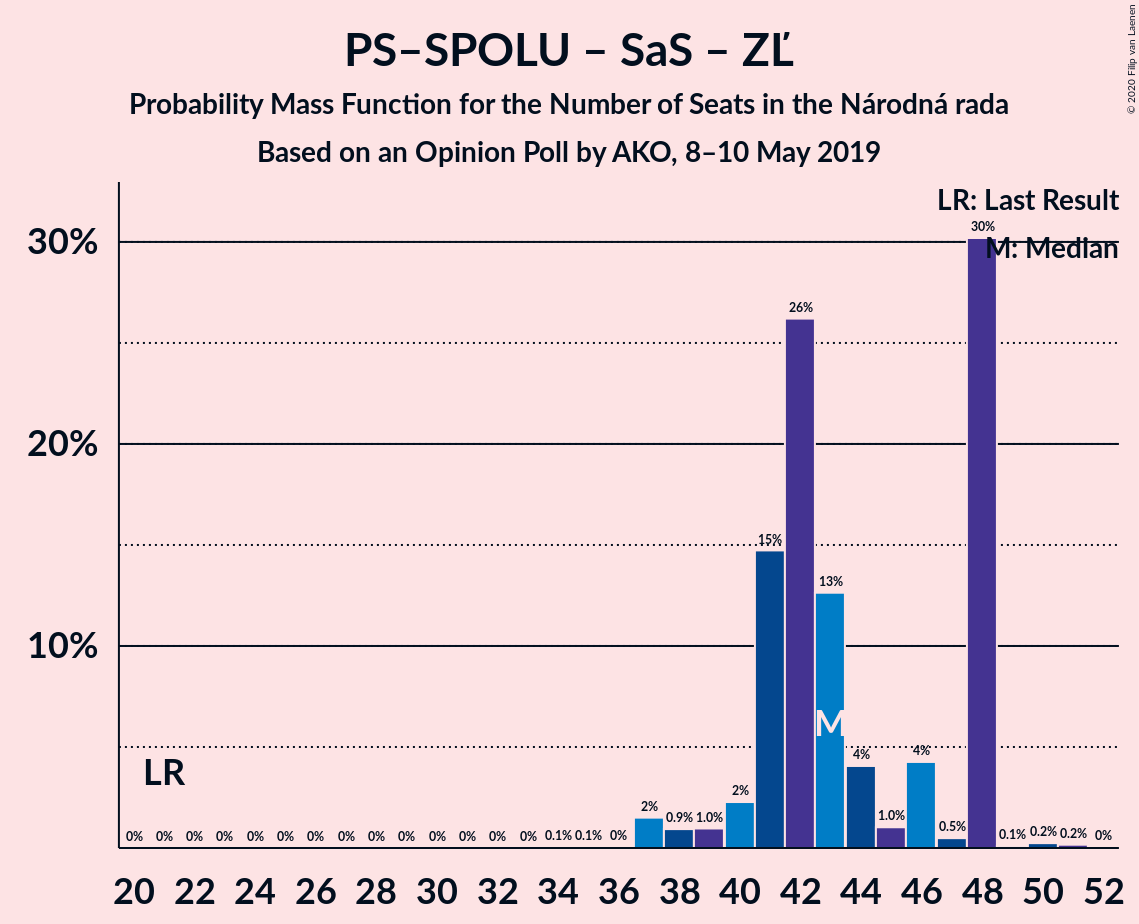 PS–SPOLU – SaS – ZĽ
Probability Mass Function for the Number of Seats in the Národná rada
Based on an Opinion Poll by AKO, 8–10 May 2019
© 2020 Filip van Laenen
LR: Last Result
M: Median
30%
20%
10%
LR
M
0% 0% 0% 0% 0% 0% 0% 0% 0% 0% 0% 0% 0% 0% 0.1% 0.1% 0% 2% 0.9% 1.0% 2% 15% 26% 13% 4% 1.0% 4% 0.5% 30% 0.1% 0.2% 0.2% 0%
20 22 24 26 28 30 32 34 36 38 40 42 44 46 48 50 52